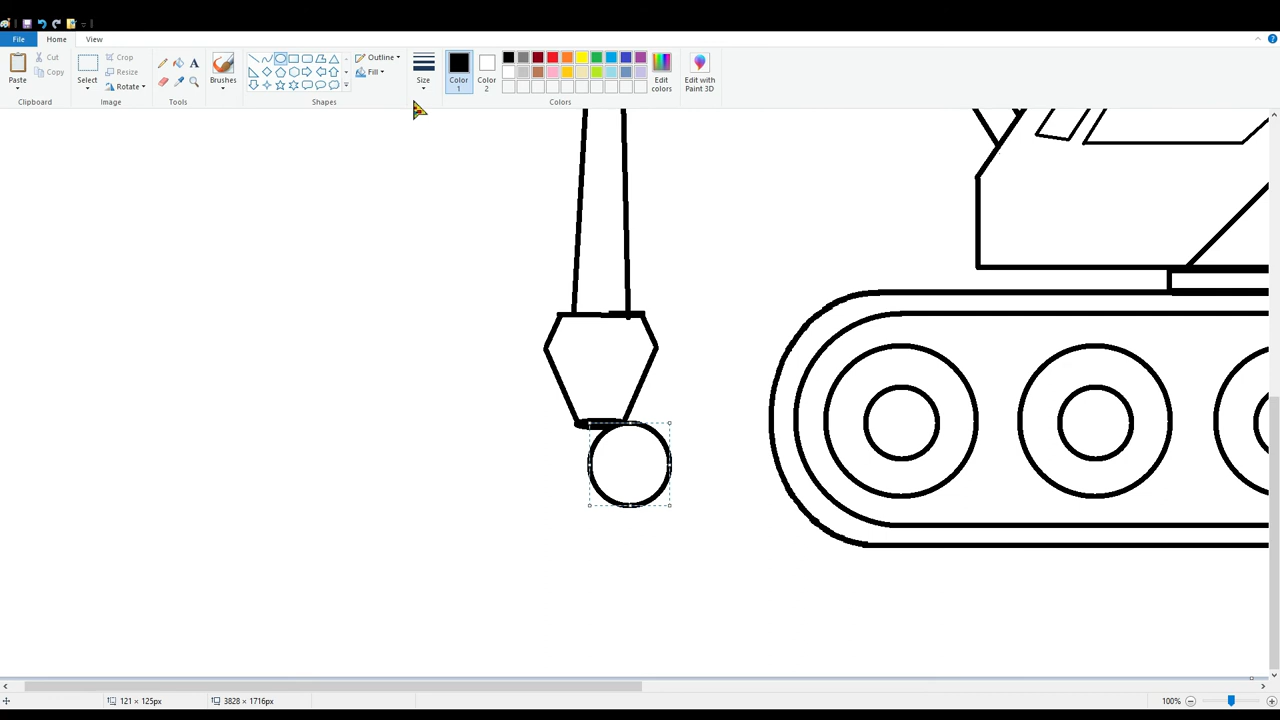 File Home View
Paste
Cut
Copy
Clipboard
Select
Crop
Resize
Rotate
Image
A
Tools
Brushes
Outline
Fill
Shapes
Size
Color
1
Color
2
Edit
colors
Colors
Edit with
Paint 3D
121 × 125px
3828 × 1716px
100%